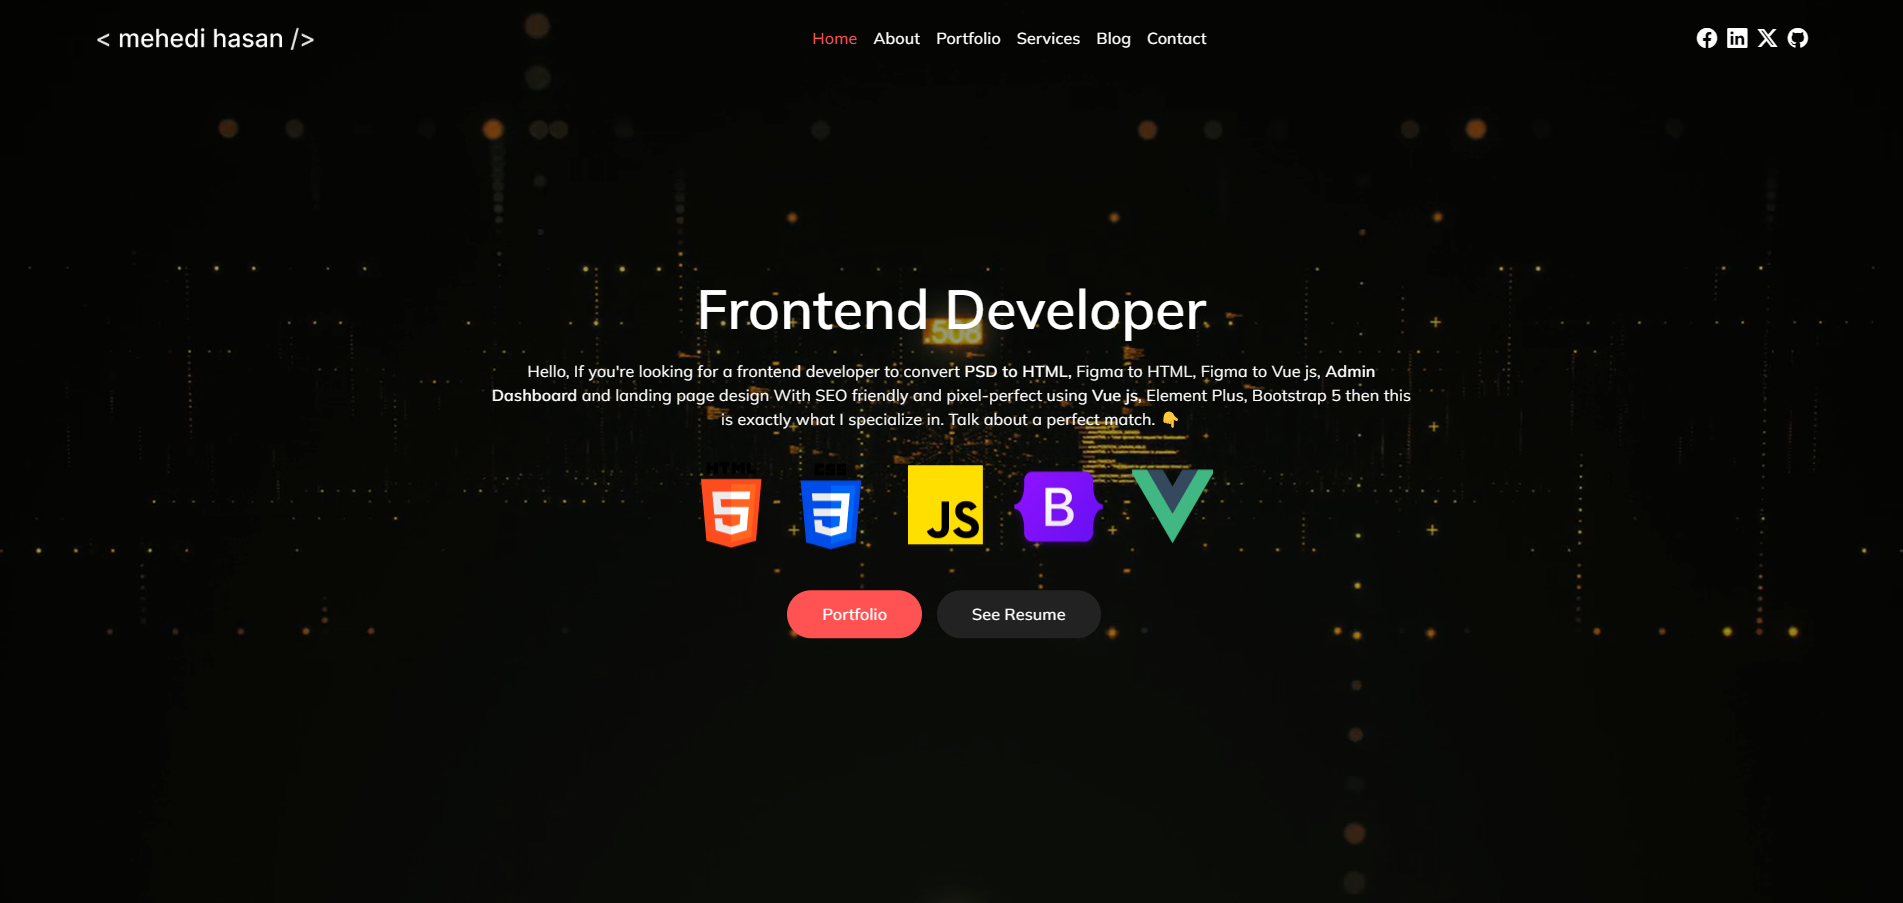 < mehedi hasan />
Home About Portfolio Services Blog Contact
Frontend Developer
.508
Hello, If you're looking for a frontend developer to convert PSD to HTML, Figma to HTML, Figma to Vue js, Admin
Dashboard and landing page design With SEO friendly and pixel-perfect using Vue js, Element Plus, Bootstrap 5 then this
is exactly what I specialize in. Talk about a perfect match. 👇
HTML CSS
5 3 JS B
Portfolio See Resume